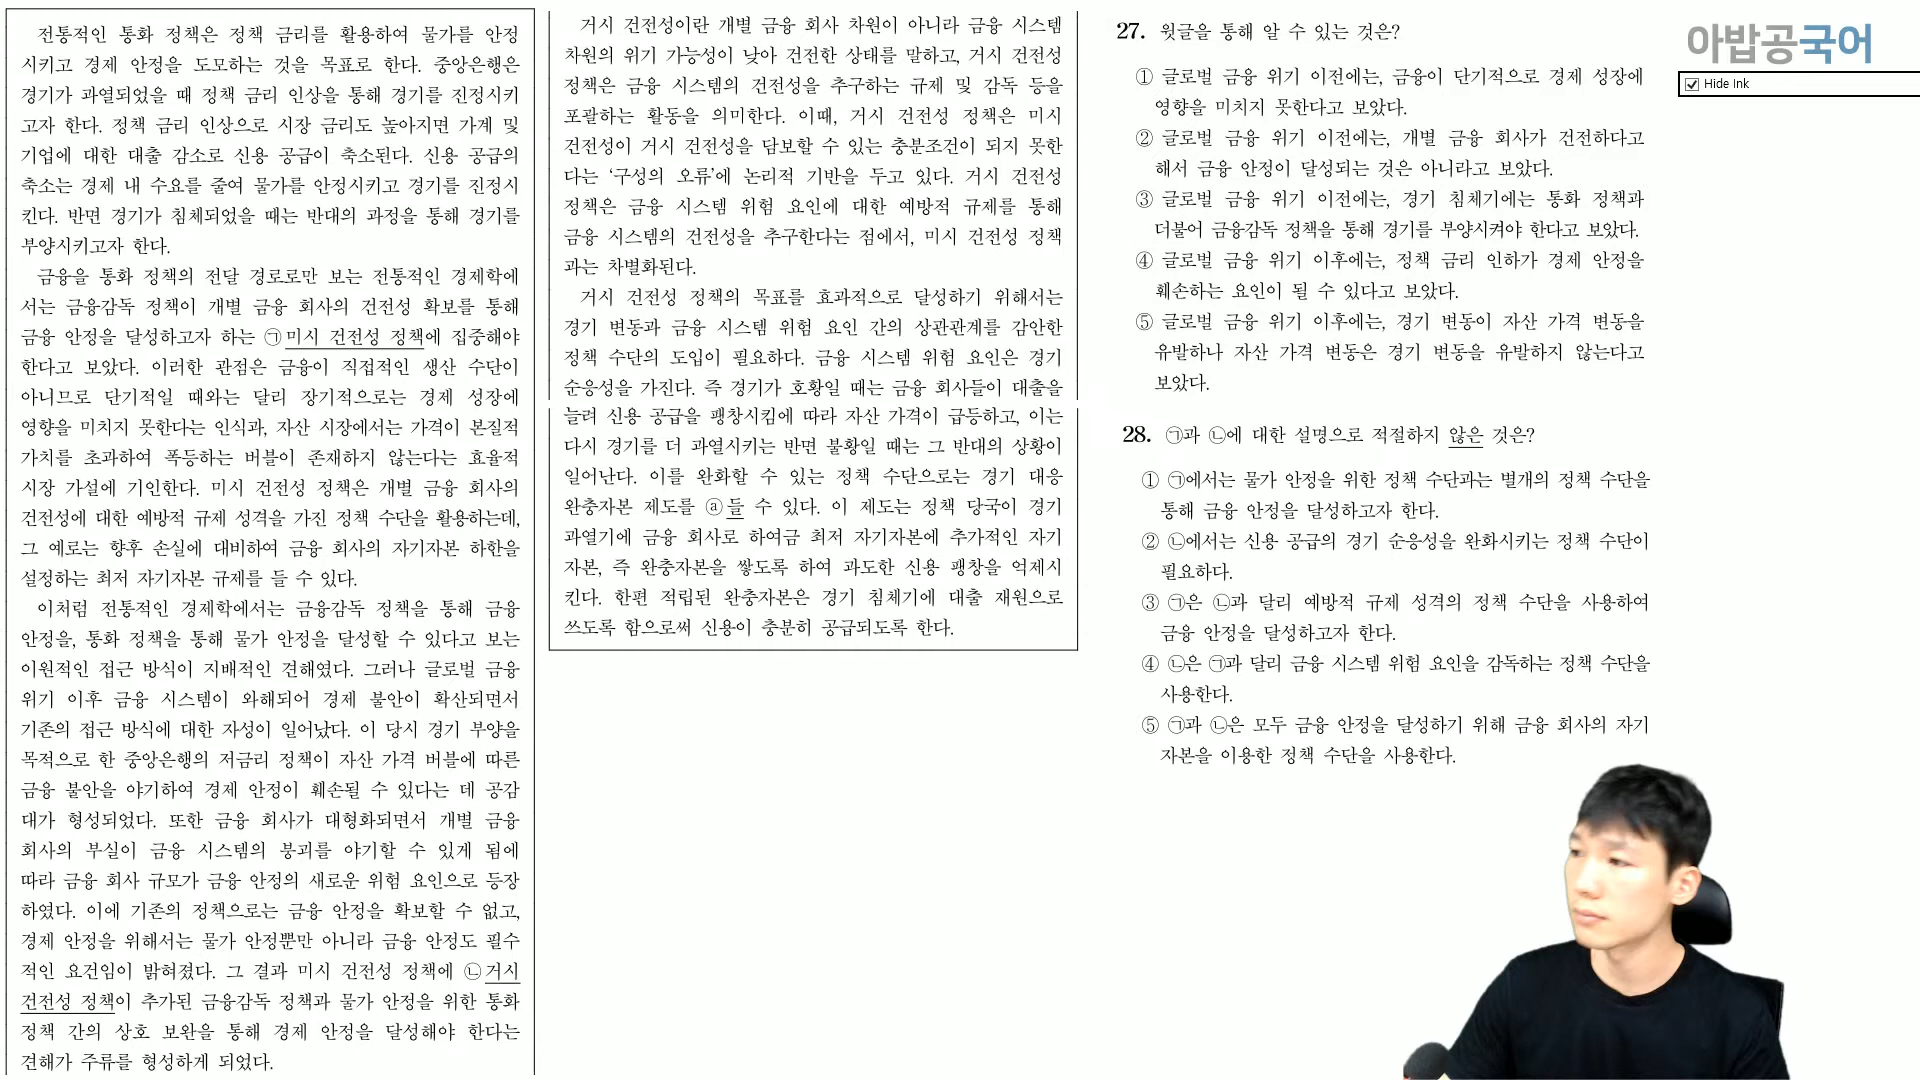 전통적인 통화 정책은 정책 금리를 활용하여 물가를 안정
시키고 경제 안정을 도모하는 것을 목표로 한다. 중앙은행은
경기가 과열되었을 때 정책 금리 인상을 통해 경기를 진정시키
고자 한다. 정책 금리 인상으로 시장 금리도 높아지면 가계 및
기업에 대한 대출 감소로 신용 공급이 축소된다. 신용 공급의
축소는 경제 내 수요를 줄여 물가를 안정시키고 경기를 진정시
킨다. 반면 경기가 침체되었을 때는 반대의 과정을 통해 경기를
부양시키고자 한다.
금융을 통화 정책의 전달 경로로만 보는 전통적인 경제학에
서는 금융감독 정책이 개별 금융 회사의 건전성 확보를 통해
금융 안정을 달성하고자 하는 ㉠미시 건전성 정책에 집중해야
한다고 보았다. 이러한 관점은 금융이 직접적인 생산 수단이
아니므로 단기적일 때와는 달리 장기적으로는 경제 성장에
영향을 미치지 못한다는 인식과, 자산 시장에서는 가격이 본질적
가치를 초과하여 폭등하는 버블이 존재하지 않는다는 효율적
시장 가설에 기인한다. 미시 건전성 정책은 개별 금융 회사의
건전성에 대한 예방적 규제 성격을 가진 정책 수단을 활용하는데,
그 예로는 향후 손실에 대비하여 금융 회사의 자기자본 하한을
설정하는 최저 자기자본 규제를 들 수 있다.
이처럼 전통적인 경제학에서는 금융감독 정책을 통해 금융
안정을, 통화 정책을 통해 물가 안정을 달성할 수 있다고 보는
이원적인 접근 방식이 지배적인 견해였다. 그러나 글로벌 금융
위기 이후 금융 시스템이 와해되어 경제 불안이 확산되면서
기존의 접근 방식에 대한 자성이 일어났다. 이 당시 경기 부양을
목적으로 한 중앙은행의 저금리 정책이 자산 가격 버블에 따른
금융 불안을 야기하여 경제 안정이 훼손될 수 있다는 데 공감
대가 형성되었다. 또한 금융 회사가 대형화되면서 개별 금융
회사의 부실이 금융 시스템의 붕괴를 야기할 수 있게 됨에
따라 금융 회사 규모가 금융 안정의 새로운 위험 요인으로 등장
하였다. 이에 기존의 정책으로는 금융 안정을 확보할 수 없고,
경제 안정을 위해서는 물가 안정뿐만 아니라 금융 안정도 필수
적인 요건임이 밝혀졌다. 그 결과 미시 건전성 정책에 ㉡거시
건전성 정책이 추가된 금융감독 정책과 물가 안정을 위한 통화
정책 간의 상호 보완을 통해 경제 안정을 달성해야 한다는
견해가 주류를 형성하게 되었다.
거시 건전성이란 개별 금융 회사 차원이 아니라 금융 시스템
차원의 위기 가능성이 낮아 건전한 상태를 말하고, 거시 건전성
정책은 금융 시스템의 건전성을 추구하는 규제 및 감독 등을
포괄하는 활동을 의미한다. 이때, 거시 건전성 정책은 미시
건전성이 거시 건전성을 담보할 수 있는 충분조건이 되지 못한
다는 ‘구성의 오류’에 논리적 기반을 두고 있다. 거시 건전성
정책은 금융 시스템 위험 요인에 대한 예방적 규제를 통해
금융 시스템의 건전성을 추구한다는 점에서, 미시 건전성 정책
과는 차별화된다.
거시 건전성 정책의 목표를 효과적으로 달성하기 위해서는
경기 변동과 금융 시스템 위험 요인 간의 상관관계를 감안한
정책 수단의 도입이 필요하다. 금융 시스템 위험 요인은 경기
순응성을 가진다. 즉 경기가 호황일 때는 금융 회사들이 대출을
늘려 신용 공급을 팽창시킴에 따라 자산 가격이 급등하고, 이는
다시 경기를 더 과열시키는 반면 불황일 때는 그 반대의 상황이
일어난다. 이를 완화할 수 있는 정책 수단으로는 경기 대응
완충자본 제도를 ⓐ들 수 있다. 이 제도는 정책 당국이 경기
과열기에 금융 회사로 하여금 최저 자기자본에 추가적인 자기
자본, 즉 완충자본을 쌓도록 하여 과도한 신용 팽창을 억제시
킨다. 한편 적립된 완충자본은 경기 침체기에 대출 재원으로
쓰도록 함으로써 신용이 충분히 공급되도록 한다.
27. 윗글을 통해 알 수 있는 것은?
① 글로벌 금융 위기 이전에는, 금융이 단기적으로 경제 성장에
영향을 미치지 못한다고 보았다.
② 글로벌 금융 위기 이전에는, 개별 금융 회사가 건전하다고
해서 금융 안정이 달성되는 것은 아니라고 보았다.
③ 글로벌 금융 위기 이전에는, 경기 침체기에는 통화 정책과
더불어 금융감독 정책을 통해 경기를 부양시켜야 한다고 보았다.
④ 글로벌 금융 위기 이후에는, 정책 금리 인하가 경제 안정을
훼손하는 요인이 될 수 있다고 보았다.
⑤ 글로벌 금융 위기 이후에는, 경기 변동이 자산 가격 변동을
유발하나 자산 가격 변동은 경기 변동을 유발하지 않는다고
보았다.
28. ㉠과 ㉡에 대한 설명으로 적절하지 않은 것은?
① ㉠에서는 물가 안정을 위한 정책 수단과는 별개의 정책 수단을
통해 금융 안정을 달성하고자 한다.
② ㉡에서는 신용 공급의 경기 순응성을 완화시키는 정책 수단이
필요하다.
③ ㉠은 ㉡과 달리 예방적 규제 성격의 정책 수단을 사용하여
금융 안정을 달성하고자 한다.
④ ㉡은 ㉠과 달리 금융 시스템 위험 요인을 감독하는 정책 수단을
사용한다.
⑤ ㉠과 ㉡은 모두 금융 안정을 달성하기 위해 금융 회사의 자기
자본을 이용한 정책 수단을 사용한다.
아밥공국어
Hide Ink